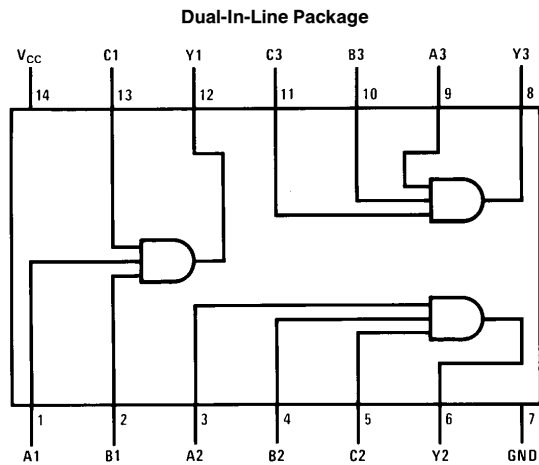 Dual-In-Line Package
VCC C1 Y1 C3 B3 A3 Y3
14 13 12 11 10 9 8
1 2 3 4 5 6 7
A1 B1 A2 B2 C2 Y2 GND